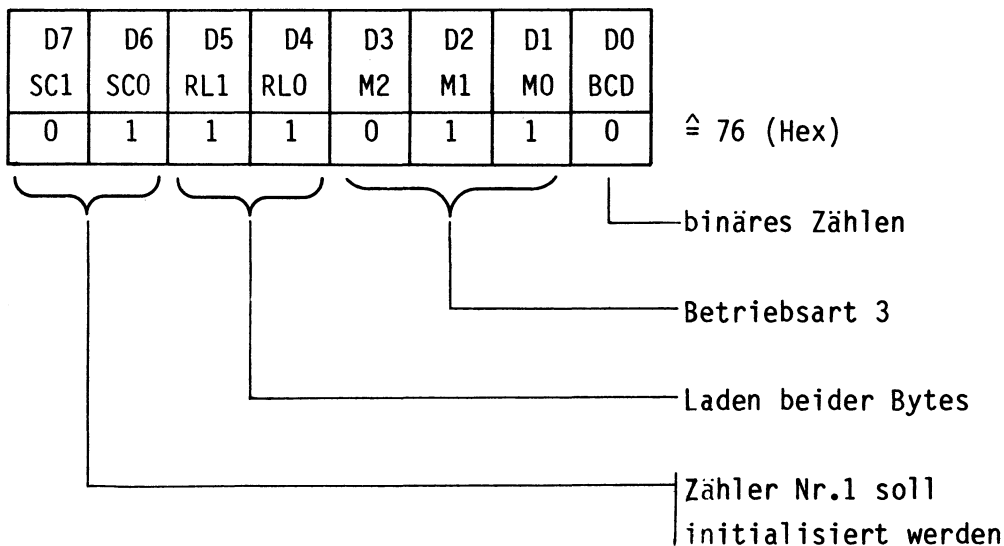 D7 D6 D5 D4 D3 D2 D1 D0
SC1 SC0 RL1 RL0 M2 M1 M0 BCD
0 1 1 1 0 1 1 0 ≙ 76 (Hex)
binäres Zählen
Betriebsart 3
Laden beider Bytes
Zähler Nr.1 soll
initialisiert werden